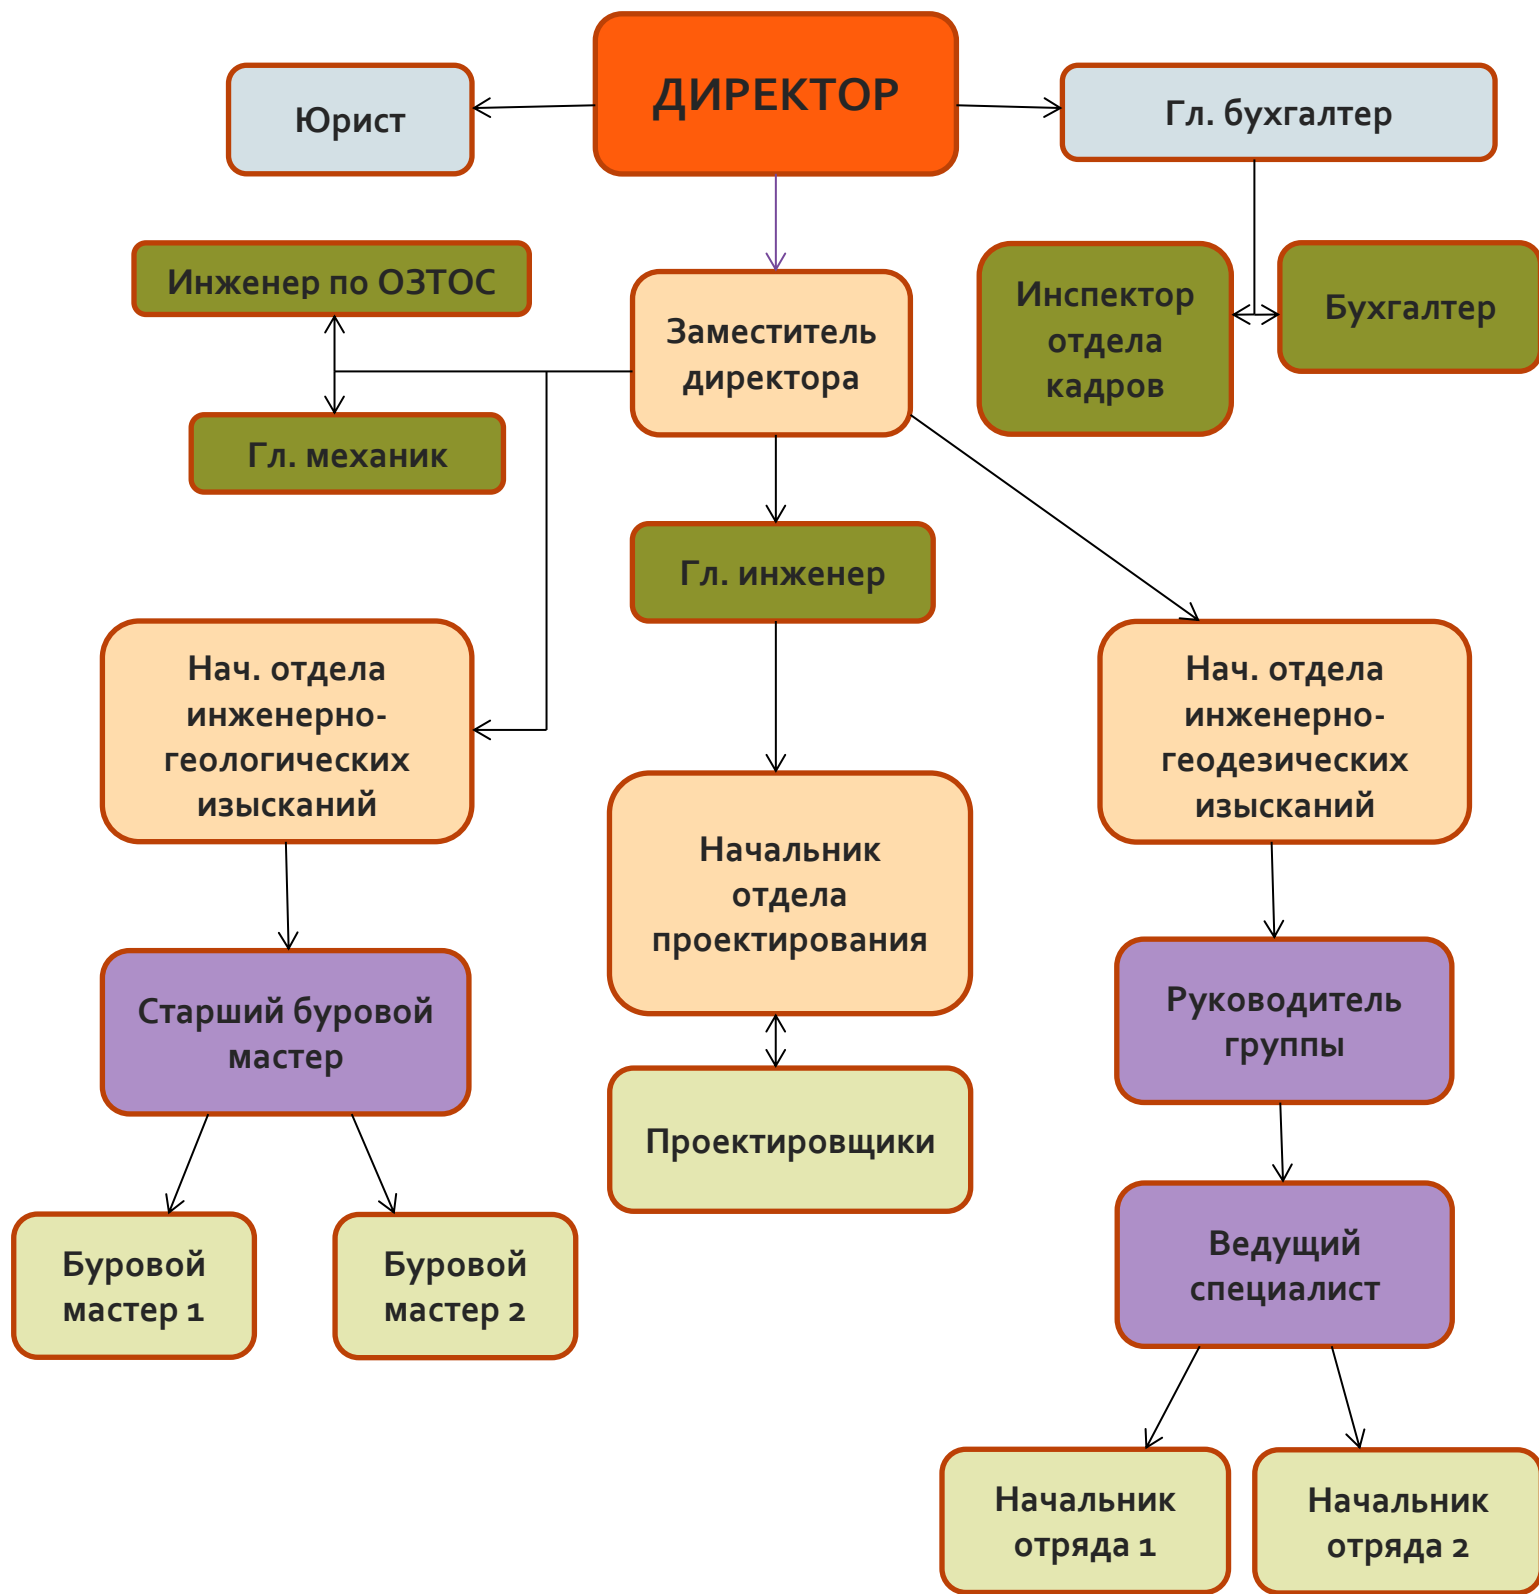 ДИРЕКТОР
Юрист
Гл. бухгалтер
Инженер по ОЗТОС
Заместитель
директора
Инспектор
отдела
кадров
Бухгалтер
Гл. механик
Гл. инженер
Нач. отдела
инженерно-
геологических
изысканий
Нач. отдела
инженерно-
геодезических
изысканий
Начальник
отдела
проектирования
Старший буровой
мастер
Руководитель
группы
Проектировщики
Буровой
мастер 1
Буровой
мастер 2
Ведущий
специалист
Начальник
отряда 1
Начальник
отряда 2